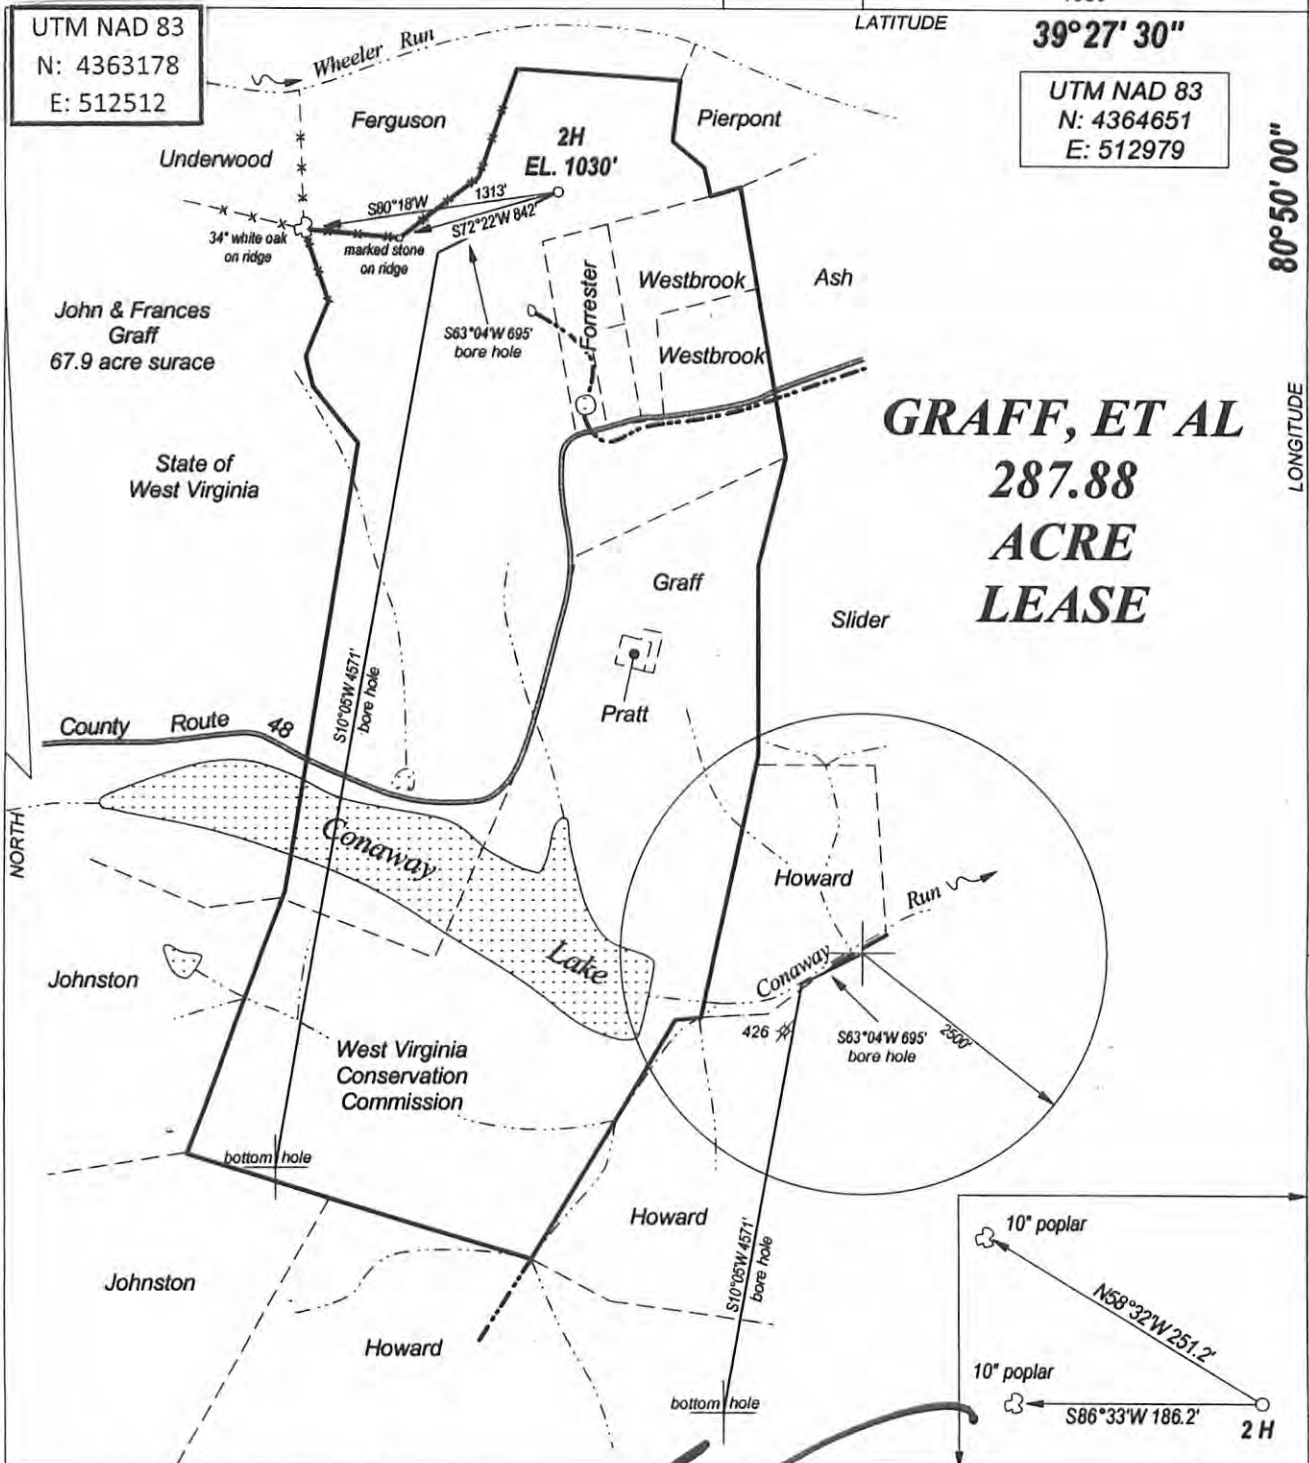 UTM NAD 83
N: 4363178
E: 512512
LATITUDE
39°27' 30"
UTM NAD 83
N: 4364651
E: 512979
80°50' 00"
LONGITUDE
Wheeler Run
Ferguson
Pierpont
Underwood
2H
EL. 1030'
S80°18'W 1313'
S72°22'W 842'
34" white oak
on ridge
marked stone
on ridge
Westbrook
Ash
Forrester
John & Frances
Graff
67.9 acre surace
S63°04'W 695'
bore hole
Westbrook
GRAFF, ET AL
287.88
ACRE
LEASE
State of
West Virginia
Graff
Slider
S10°05'W 4571'
bore hole
Pratt
County Route 48
NORTH
Conaway
Lake
Howard
Conaway Run
Johnston
426
S63°04'W 695'
bore hole
2500'
West Virginia
Conservation
Commission
bottom hole
Howard
10" poplar
N58°32'W 251.2'
Johnston
S10°05'W 4571'
bore hole
Howard
10" poplar
S86°33'W 186.2'
2 H
bottom hole